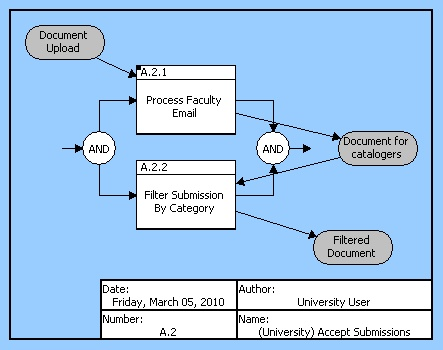 Document
Upload
A.2.1
Process Faculty
Email
AND
AND
Document for
catalogers
A.2.2
Filter Submission
By Category
Filtered
Document
Date:
Friday, March 05, 2010
Author:
University User
Number:
A.2
Name:
(University) Accept Submissions